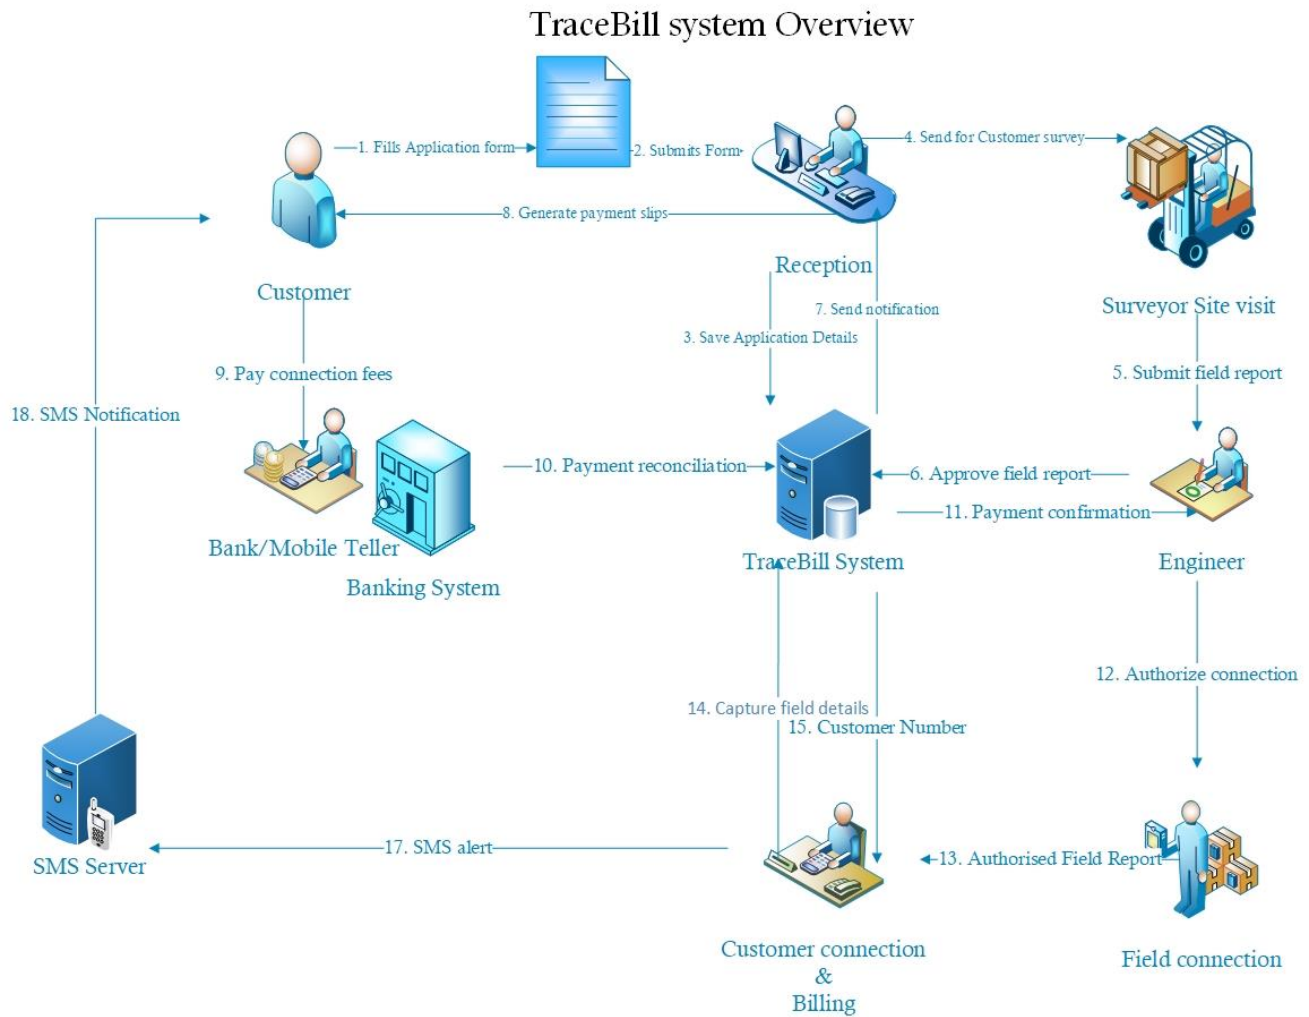 TraceBill system Overview
1. Fills Application form
2. Submits Form
4. Send for Customer survey
8. Generate payment slips
Customer
Reception
Surveyor Site visit
7. Send notification
3. Save Application Details
9. Pay connection fees
5. Submit field report
18. SMS Notification
10. Payment reconciliation
6. Approve field report
11. Payment confirmation
Bank/Mobile Teller
Banking System
TraceBill System
Engineer
12. Authorize connection
14. Capture field details
15. Customer Number
SMS Server
17. SMS alert
13. Authorised Field Report
Customer connection
&
Billing
Field connection